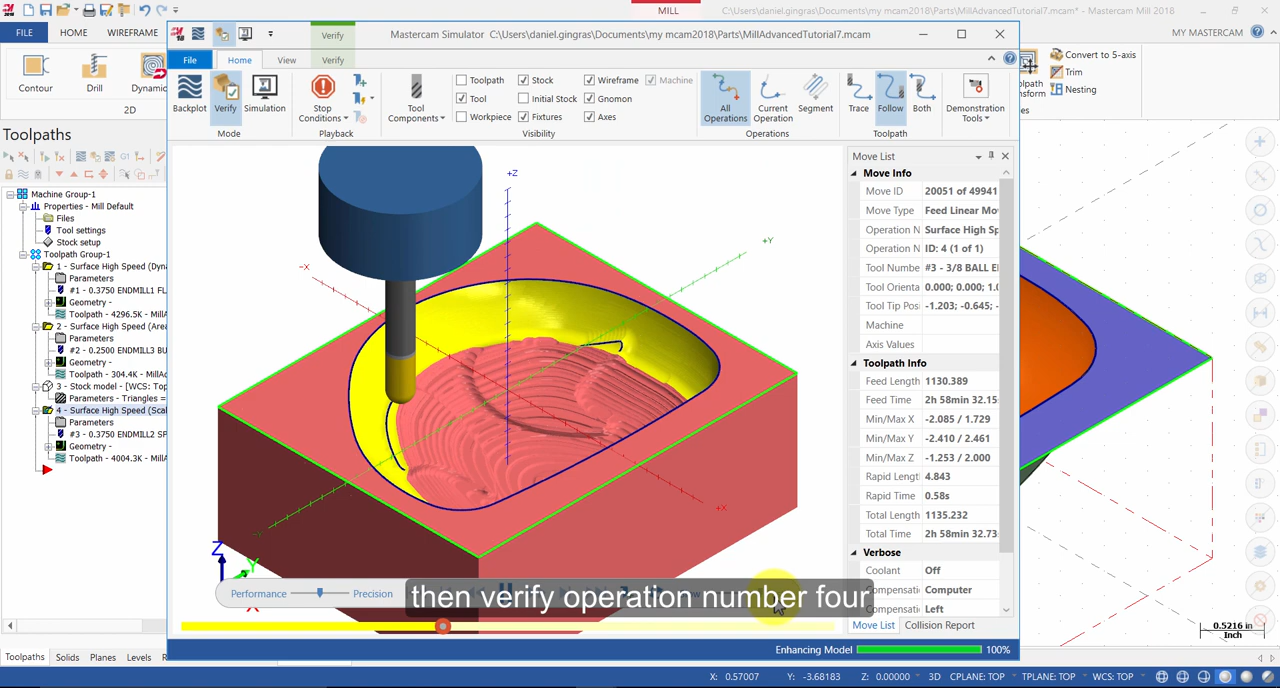 MILL
C:\Users\daniel.gingras\Documents\my mcam2018\Parts\MillAdvancedTutorial7.mcam* - Mastercam Mill 2018
FILE HOME WIREFRAME
MY MASTERCAM
Verify
Mastercam Simulator C:\Users\daniel.gingras\Documents\my mcam2018\Parts\MillAdvancedTutorial7.mcam
File Home View Verify
Contour Drill Dynamic
2D
Backplot Verify Simulation
Mode
Stop Conditions
Playback
Tool Components
Toolpath Stock Wireframe Machine
Tool Initial Stock Gnomon
Workpiece Fixtures Axes
Visibility
All Operations Current Operation Segment
Operations
Trace Follow Both
Toolpath
Demonstration Tools
Convert to 5-axis
Trim
Nesting
Toolpaths
G1
Machine Group-1
Properties - Mill Default
Files
Tool settings
Stock setup
Toolpath Group-1
1 - Surface High Speed (Dyna
Parameters
#1 - 0.3750 ENDMILL1 FL
Geometry -
Toolpath - 4296.5K - MillA
2 - Surface High Speed (Area
Parameters
#2 - 0.2500 ENDMILL3 BU
Geometry -
Toolpath - 304.4K - MillAd
3 - Stock model - [WCS: Top
Parameters - Triangles =
4 - Surface High Speed (Scal
Parameters
#3 - 0.3750 ENDMILL2 SP
Geometry -
Toolpath - 4004.3K - MillA
+Z
+Y
-X
+X
-Y
Z
Y
X
Move List
Move Info
Move ID 20051 of 49941
Move Type Feed Linear Mo
Operation N Surface High Sp
Operation N ID: 4 (1 of 1)
Tool Numbe #3 - 3/8 BALL E
Tool Orienta 0.000; 0.000; 1.0
Tool Tip Pos -1.203; -0.645; -
Machine
Axis Values
Toolpath Info
Feed Length 1130.389
Feed Time 2h 58min 32.15
Min/Max X -2.085 / 1.729
Min/Max Y -2.410 / 2.461
Min/Max Z -1.253 / 2.000
Rapid Length 4.843
Rapid Time 0.58s
Total Length 1135.232
Total Time 2h 58min 32.73
Verbose
Coolant Off
Compensati Computer
Compensati Left
Performance Precision
then verify operation number four
Move List Collision Report
Enhancing Model 100%
0.5216 in
Inch
Toolpaths Solids Planes Levels
X: 0.57007 Y: -3.68183 Z: 0.00000 3D CPLANE: TOP TPLANE: TOP WCS: TOP